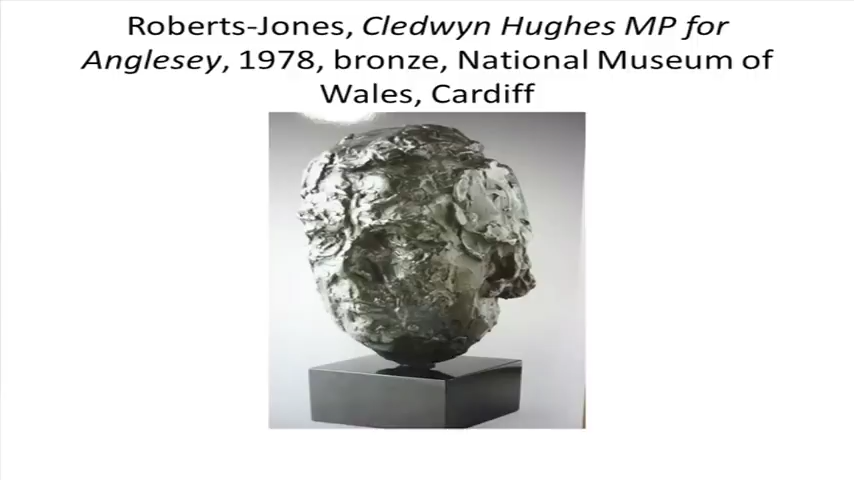 Roberts-Jones, Cledwyn Hughes MP for
Anglesey, 1978, bronze, National Museum of
Wales, Cardiff